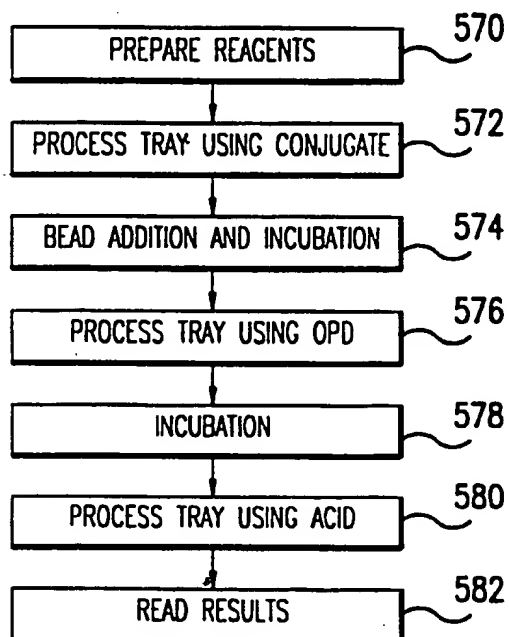 570
PREPARE REAGENTS
572
PROCESS TRAY USING CONJUGATE
574
BEAD ADDITION AND INCUBATION
576
PROCESS TRAY USING OPD
578
INCUBATION
580
PROCESS TRAY USING ACID
582
READ RESULTS